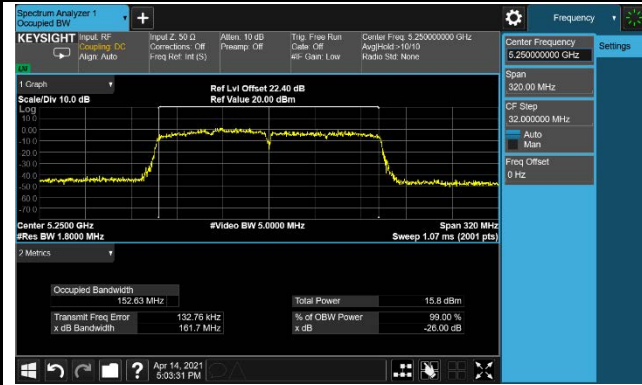 Spectrum Analyzer 1
Occupied BW
+
Frequency
KEYSIGHT
Input: RF
Coupling: DC
Align: Auto
Input Z: 50 Ω
Corrections: Off
Freq Ref: Int (S)
Atten: 10 dB
Preamp: Off
Trig: Free Run
Gate: Off
#IF Gain: Low
Center Freq: 5.250000000 GHz
Avg|Hold:>10/10
Radio Std: None
Center Frequency
5.250000000 GHz
Settings
Span
320.00 MHz
CF Step
32.000000 MHz
Auto
Man
Freq Offset
0 Hz
1 Graph
Scale/Div 10.0 dB
Ref Lvl Offset 22.40 dB
Ref Value 20.00 dBm
Log
10.0
0.00
-10.0
-20.0
-30.0
-40.0
-50.0
-60.0
-70.0
Center 5.2500 GHz
#Res BW 1.8000 MHz
#Video BW 5.0000 MHz
Span 320 MHz
Sweep 1.07 ms (2001 pts)
2 Metrics
Occupied Bandwidth
152.63 MHz
Total Power 15.8 dBm
Transmit Freq Error 132.76 kHz
% of OBW Power 99.00 %
x dB Bandwidth 161.7 MHz
x dB -26.00 dB
?
Apr 14, 2021
5:03:31 PM